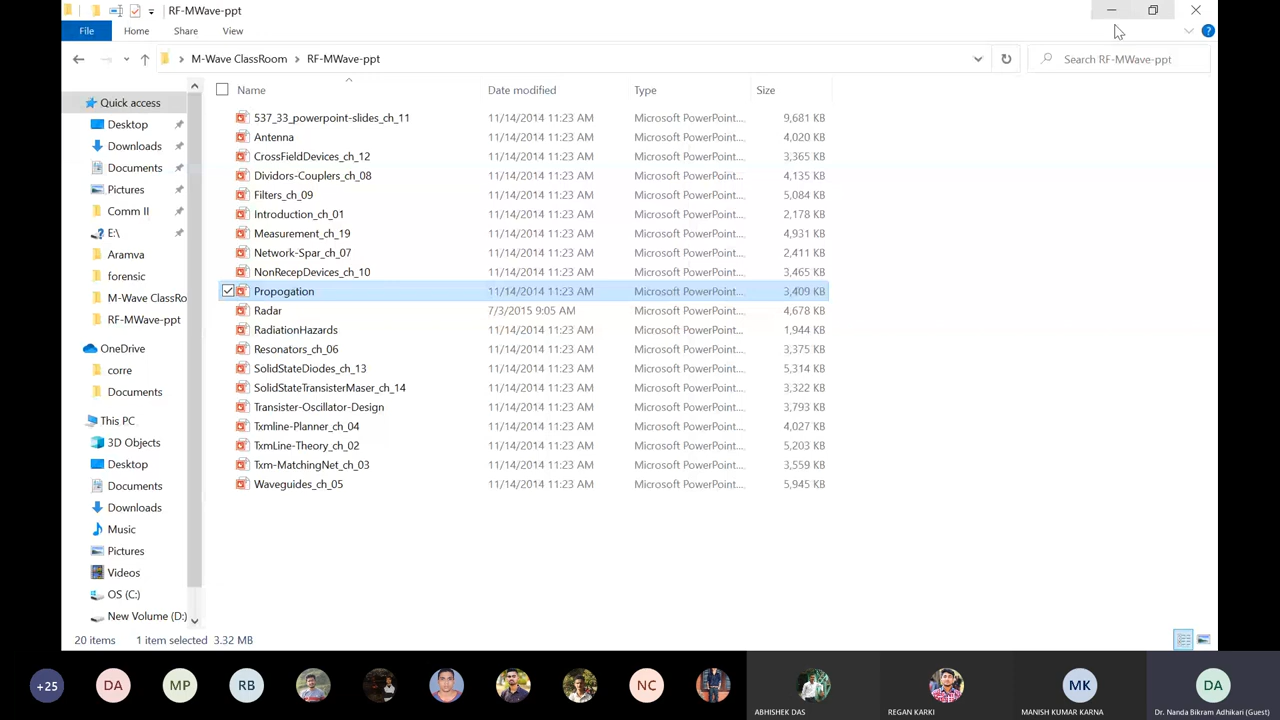 RF-MWave-ppt
File Home Share View
M-Wave ClassRoom RF-MWave-ppt
Search RF-MWave-ppt
Name Date modified Type Size
Quick access
Desktop
Downloads
Documents
Pictures
Comm II
E:\
Aramva
forensic
M-Wave ClassRo
RF-MWave-ppt
OneDrive
corre
Documents
This PC
3D Objects
Desktop
Documents
Downloads
Music
Pictures
Videos
OS (C:)
New Volume (D:)
537_33_powerpoint-slides_ch_11 11/14/2014 11:23 AM Microsoft PowerPoint... 9,681 KB
Antenna 11/14/2014 11:23 AM Microsoft PowerPoint... 4,020 KB
CrossFieldDevices_ch_12 11/14/2014 11:23 AM Microsoft PowerPoint... 3,365 KB
Dividors-Couplers_ch_08 11/14/2014 11:23 AM Microsoft PowerPoint... 4,135 KB
Filters_ch_09 11/14/2014 11:23 AM Microsoft PowerPoint... 5,084 KB
Introduction_ch_01 11/14/2014 11:23 AM Microsoft PowerPoint... 2,178 KB
Measurement_ch_19 11/14/2014 11:23 AM Microsoft PowerPoint... 4,931 KB
Network-Spar_ch_07 11/14/2014 11:23 AM Microsoft PowerPoint... 2,411 KB
NonRecepDevices_ch_10 11/14/2014 11:23 AM Microsoft PowerPoint... 3,465 KB
Propogation 11/14/2014 11:23 AM Microsoft PowerPoint... 3,409 KB
Radar 7/3/2015 9:05 AM Microsoft PowerPoint... 4,678 KB
RadiationHazards 11/14/2014 11:23 AM Microsoft PowerPoint... 1,944 KB
Resonators_ch_06 11/14/2014 11:23 AM Microsoft PowerPoint... 3,375 KB
SolidStateDiodes_ch_13 11/14/2014 11:23 AM Microsoft PowerPoint... 5,314 KB
SolidStateTransisterMaser_ch_14 11/14/2014 11:23 AM Microsoft PowerPoint... 3,322 KB
Transister-Oscillator-Design 11/14/2014 11:23 AM Microsoft PowerPoint... 3,793 KB
Txmline-Planner_ch_04 11/14/2014 11:23 AM Microsoft PowerPoint... 4,027 KB
TxmLine-Theory_ch_02 11/14/2014 11:23 AM Microsoft PowerPoint... 5,203 KB
Txm-MatchingNet_ch_03 11/14/2014 11:23 AM Microsoft PowerPoint... 3,559 KB
Waveguides_ch_05 11/14/2014 11:23 AM Microsoft PowerPoint... 5,945 KB
20 items 1 item selected 3.32 MB
+25 DA MP RB NC MK DA
ABHISHEK DAS REGAN KARKI MANISH KUMAR KARNA Dr. Nanda Bikram Adhikari (Guest)